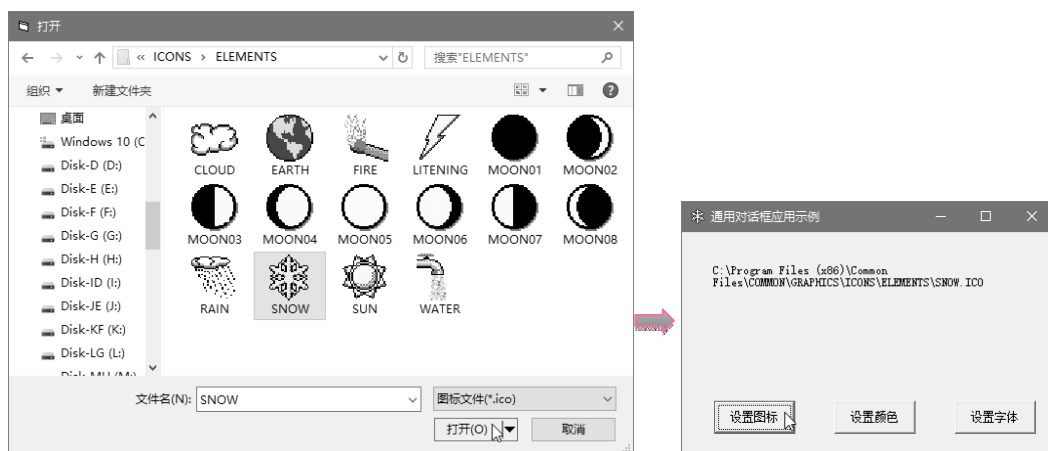 打开
« ICONS › ELEMENTS
搜索"ELEMENTS"
组织 新建文件夹
桌面
Windows 10 (C
Disk-D (D:)
Disk-E (E:)
Disk-F (F:)
Disk-G (G:)
Disk-H (H:)
Disk-ID (I:)
Disk-JE (J:)
Disk-KF (K:)
Disk-LG (L:)
CLOUD EARTH FIRE LITENING MOON01 MOON02
MOON03 MOON04 MOON05 MOON06 MOON07 MOON08
RAIN SNOW SUN WATER
文件名(N): SNOW 图标文件(*.ico)
打开(O) 取消
通用对话框应用示例
C:\Program Files (x86)\Common
Files\COMMON\GRAPHICS\ICONS\ELEMENTS\SNOW.ICO
设置图标 设置颜色 设置字体